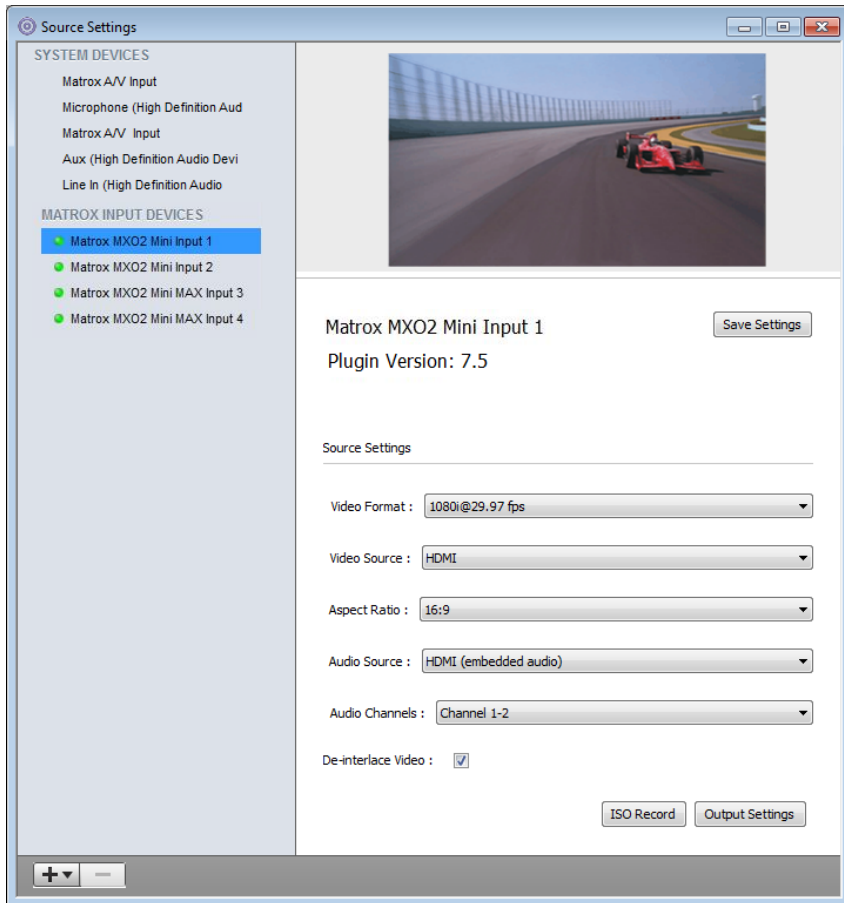 Source Settings
SYSTEM DEVICES
Matrox A/V Input
Microphone (High Definition Aud
Matrox A/V  Input
Aux (High Definition Audio Devi
Line In (High Definition Audio
MATROX INPUT DEVICES
Matrox MXO2 Mini Input 1
Matrox MXO2 Mini Input 2
Matrox MXO2 Mini MAX Input 3
Matrox MXO2 Mini MAX Input 4
Matrox MXO2 Mini Input 1
Save Settings
Plugin Version: 7.5
Source Settings
Video Format : 1080i@29.97 fps
Video Source : HDMI
Aspect Ratio : 16:9
Audio Source : HDMI (embedded audio)
Audio Channels : Channel 1-2
De-interlace Video :
ISO Record Output Settings